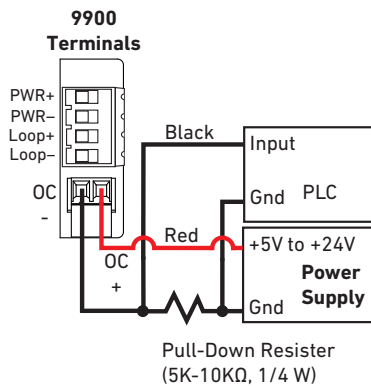 9900
Terminals
PWR+
PWR–
Loop+
Loop–
OC
-
OC
+
Black
Red
Input
Gnd PLC
+5V to +24V
Power
Supply
Gnd
Pull-Down Resister
(5K-10KΩ, 1/4 W)